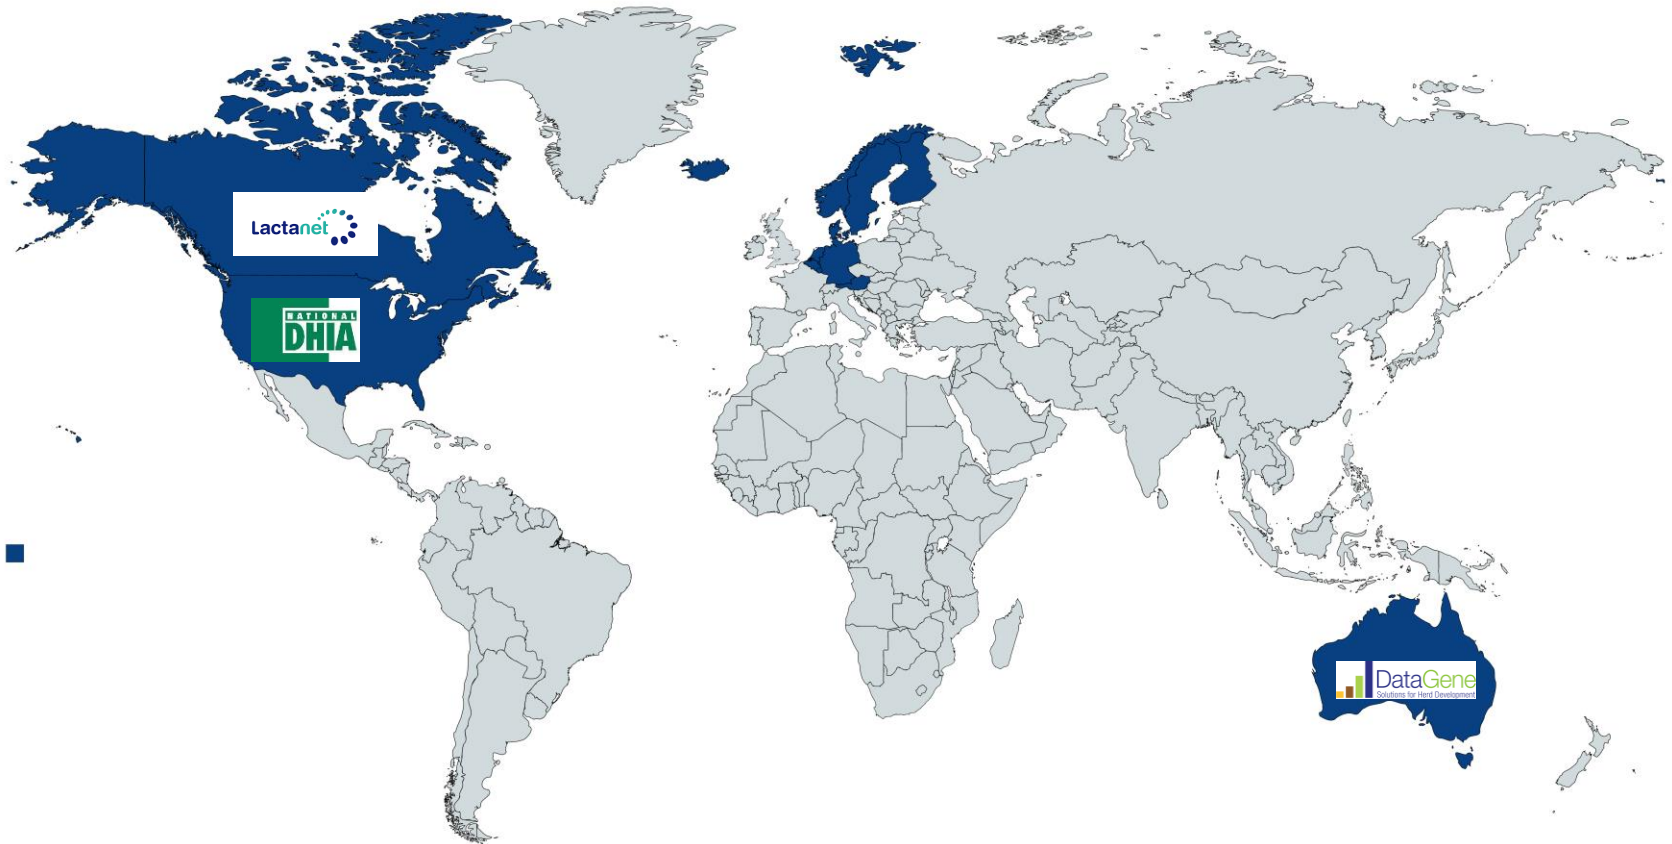 Lactanet
NATIONAL
DHIA
DataGene
Solutions for Herd Development